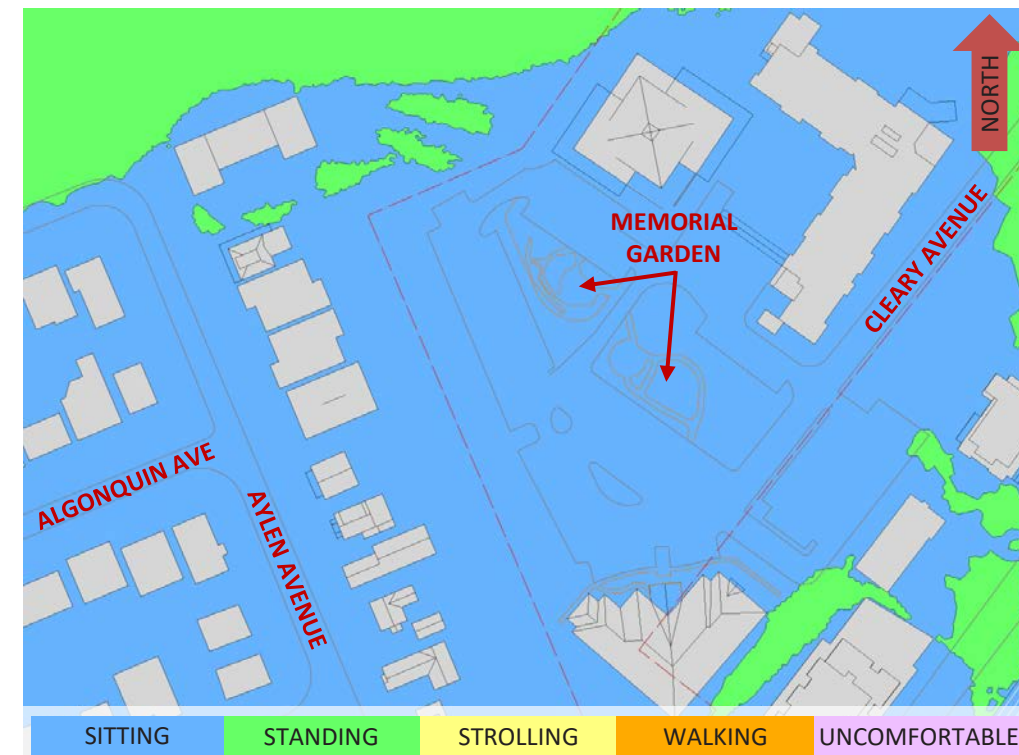 NORTH
MEMORIAL
GARDEN
CLEARY AVENUE
ALGONQUIN AVE
AYLEN AVENUE
SITTING
STANDING
STROLLING
WALKING
UNCOMFORTABLE